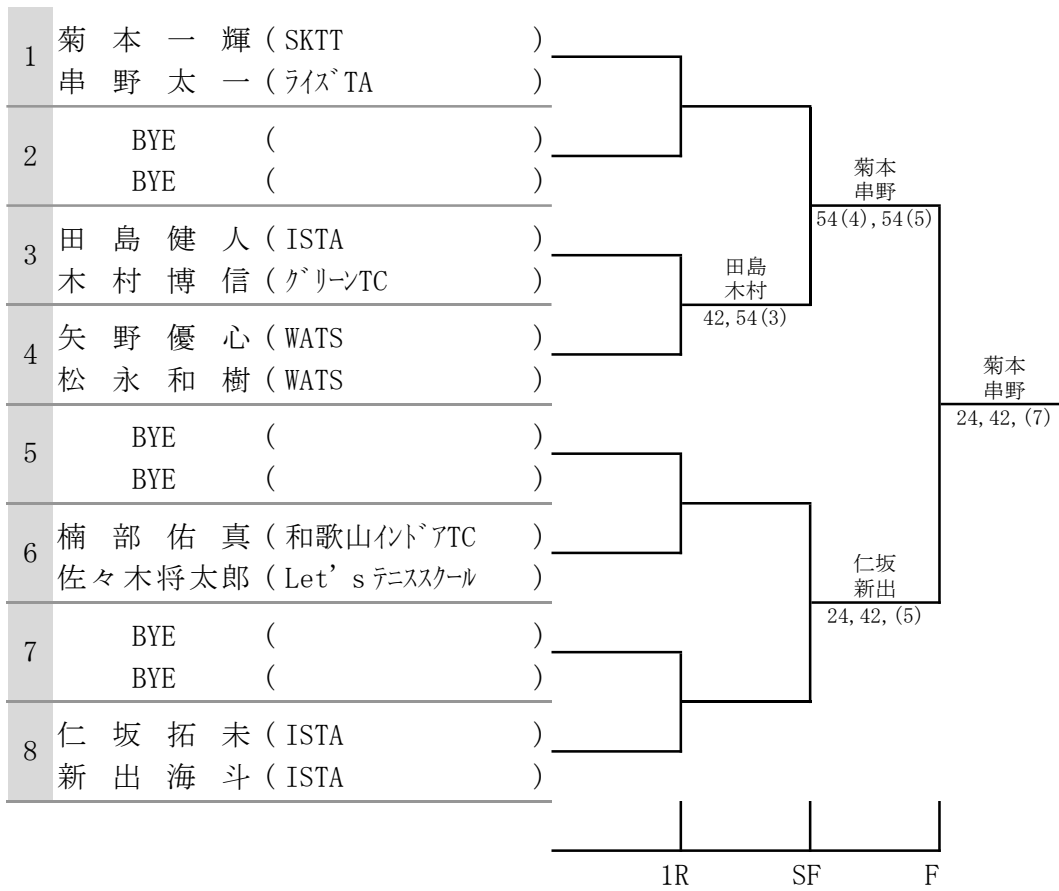 1
菊本一輝 ( SKTT )
串野太一 ( ライズTA )
2
BYE ( )
BYE ( )
3
田島健人 ( ISTA )
木村博信 ( グリーンTC )
4
矢野優心 ( WATS )
松永和樹 ( WATS )
5
BYE ( )
BYE ( )
6
楠部佑真 ( 和歌山インドアTC )
佐々木将太郎 ( Let's テニススクール )
7
BYE ( )
BYE ( )
8
仁坂拓未 ( ISTA )
新出海斗 ( ISTA )
田島
木村
42,54(3)
菊本
串野
54(4),54(5)
仁坂
新出
24,42,(5)
菊本
串野
24,42,(7)
1R SF F